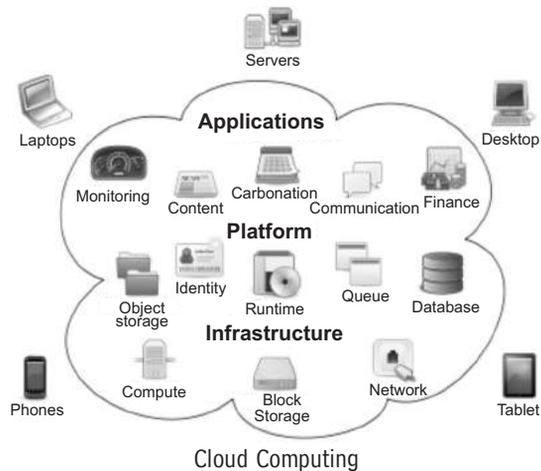 Servers
Laptops
Desktop
Applications
Monitoring
Content
Carbonation
Communication
Finance
Platform
Object
storage
Identity
Runtime
Queue
Database
Infrastructure
Phones
Compute
Block
Storage
Network
Tablet
Cloud Computing